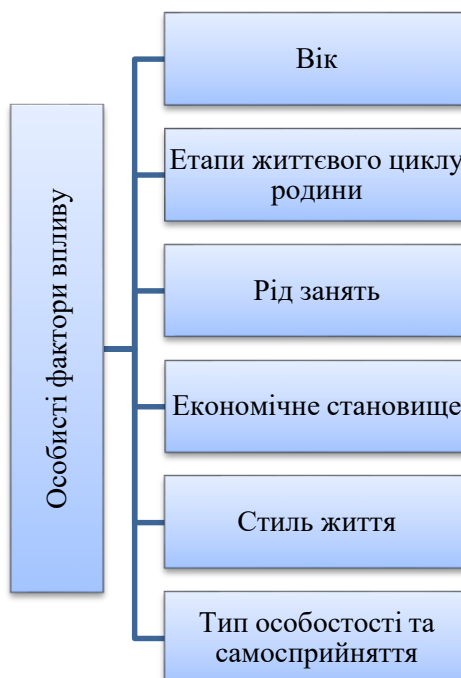 Особисті фактори впливу
Вік
Етапи життєвого циклу
родини
Рід занять
Економічне становище
Стиль життя
Тип особостості та
самосприйняття